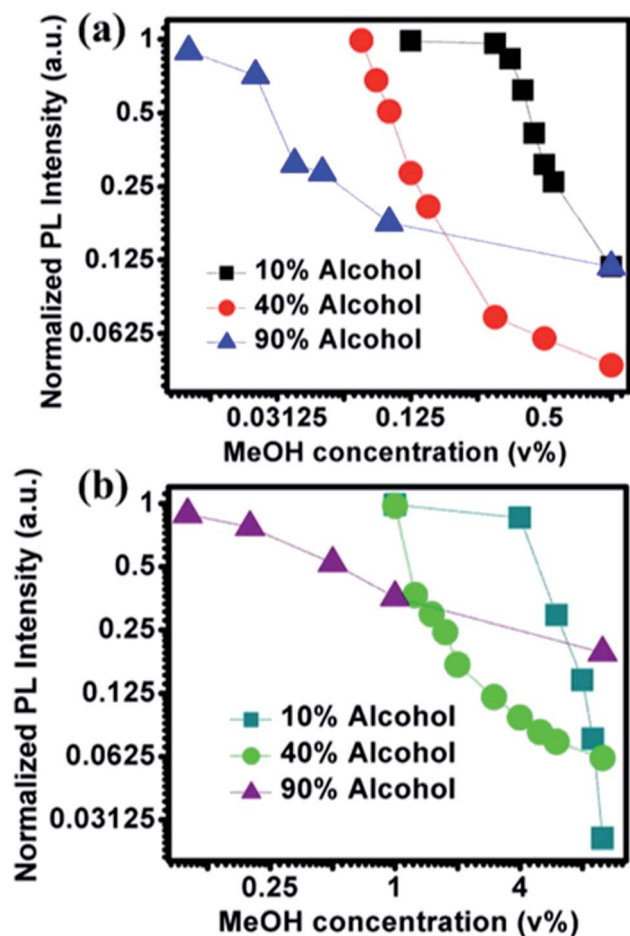 (a)
Normalized PL Intensity (a.u.)
1
0.5
0.25
0.125
0.0625
10% Alcohol
40% Alcohol
90% Alcohol
0.03125 0.125 0.5
MeOH concentration (v%)
(b)
Normalized PL Intensity (a.u.)
1
0.5
0.25
0.125
0.0625
0.03125
10% Alcohol
40% Alcohol
90% Alcohol
0.25 1 4
MeOH concentration (v%)